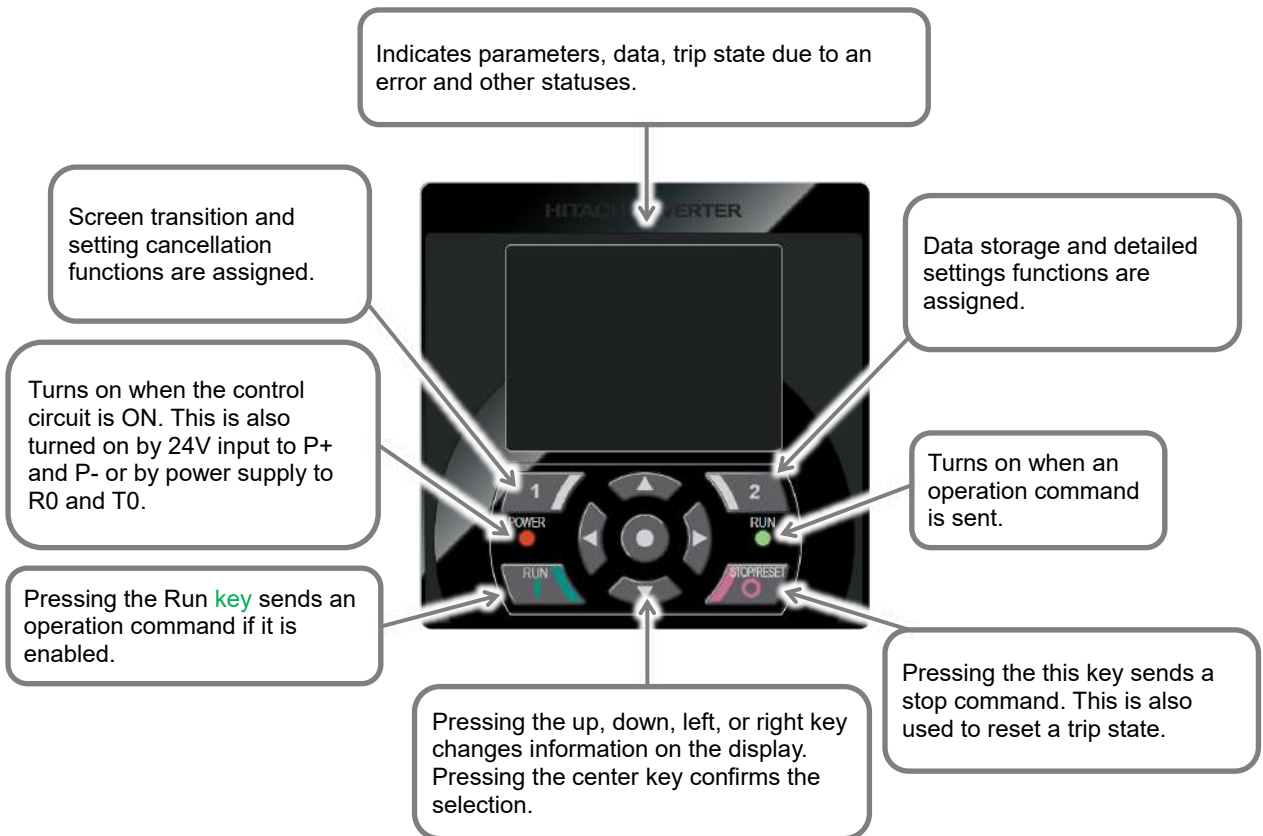 Indicates parameters, data, trip state due to an
error and other statuses.
Screen transition and
setting cancellation
functions are assigned.
Data storage and detailed
settings functions are
assigned.
HITACH
VERTER
Turns on when the control
circuit is ON. This is also
turned on by 24V input to P+
and P- or by power supply to
R0 and T0.
Turns on when an
operation command
is sent.
1
2
POWER
RUN
RUN
STOP/RESET
Pressing the Run key sends an
operation command if it is
enabled.
Pressing the this key sends a
stop command. This is also
used to reset a trip state.
Pressing the up, down, left, or right key
changes information on the display.
Pressing the center key confirms the
selection.